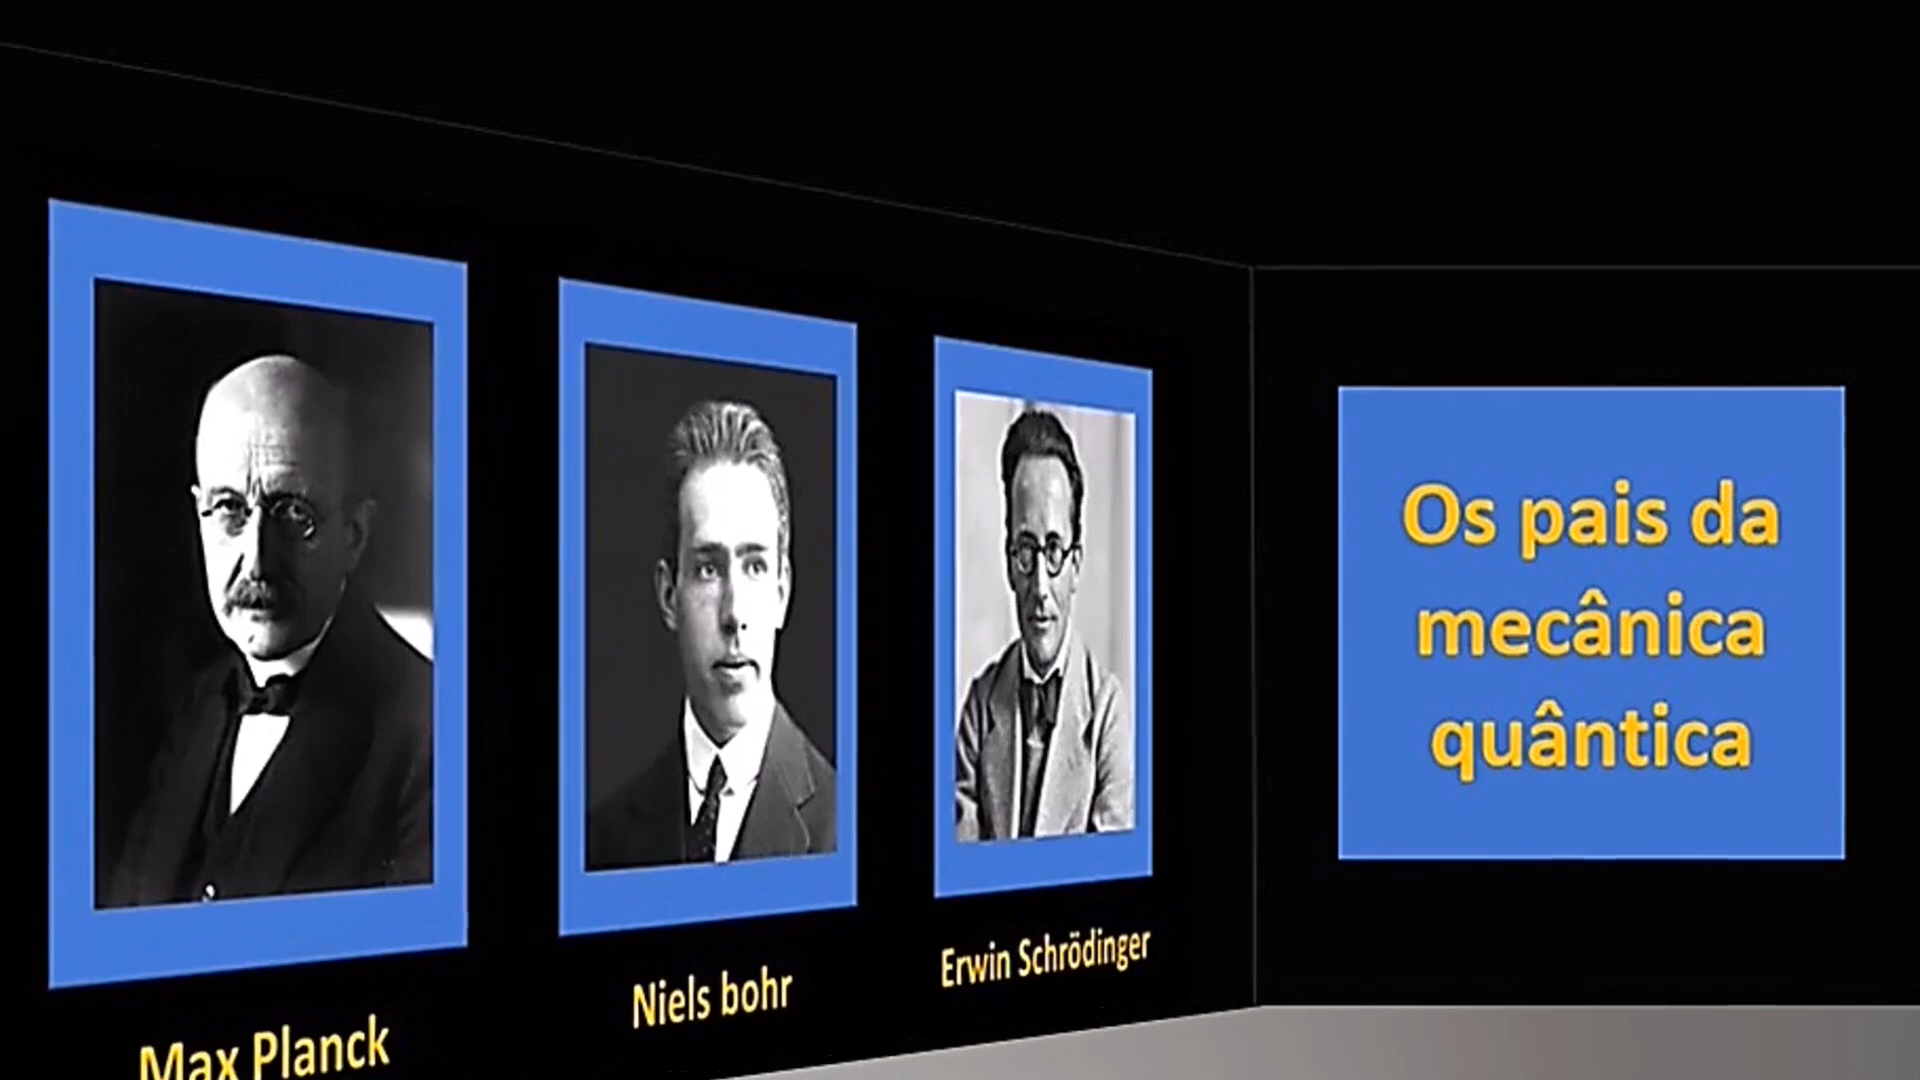 Max Planck
Niels bohr
Erwin Schrödinger
Os pais da
mecânica
quântica